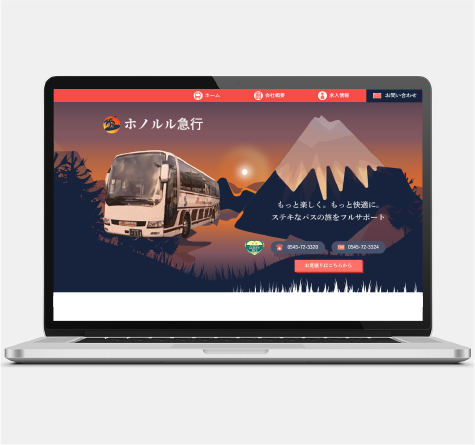 ホーム
会社概要
求人情報
お問い合わせ
ホノルル急行
もっと楽しく。もっと快適に。
ステキなバスの旅をフルサポート
0545-72-3320
0545-72-3324
お見積りはこちらから